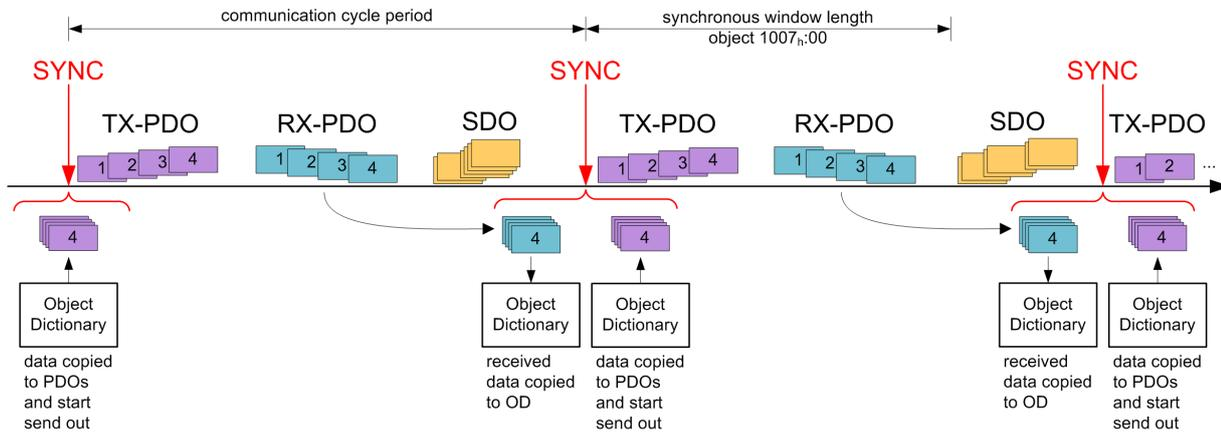 communication cycle period
synchronous window length
object 1007h:00
SYNC
SYNC
SYNC
TX-PDO
RX-PDO
SDO
TX-PDO
RX-PDO
SDO
TX-PDO
1 2 3 4
1 2 3 4
1 2 3 4
1 2 3 4
1 2 ...
4
4
4
4
4
Object
Dictionary
data copied
to PDOs
and start
send out
Object
Dictionary
received
data copied
to OD
Object
Dictionary
data copied
to PDOs
and start
send out
Object
Dictionary
received
data copied
to OD
Object
Dictionary
data copied
to PDOs
and start
send out